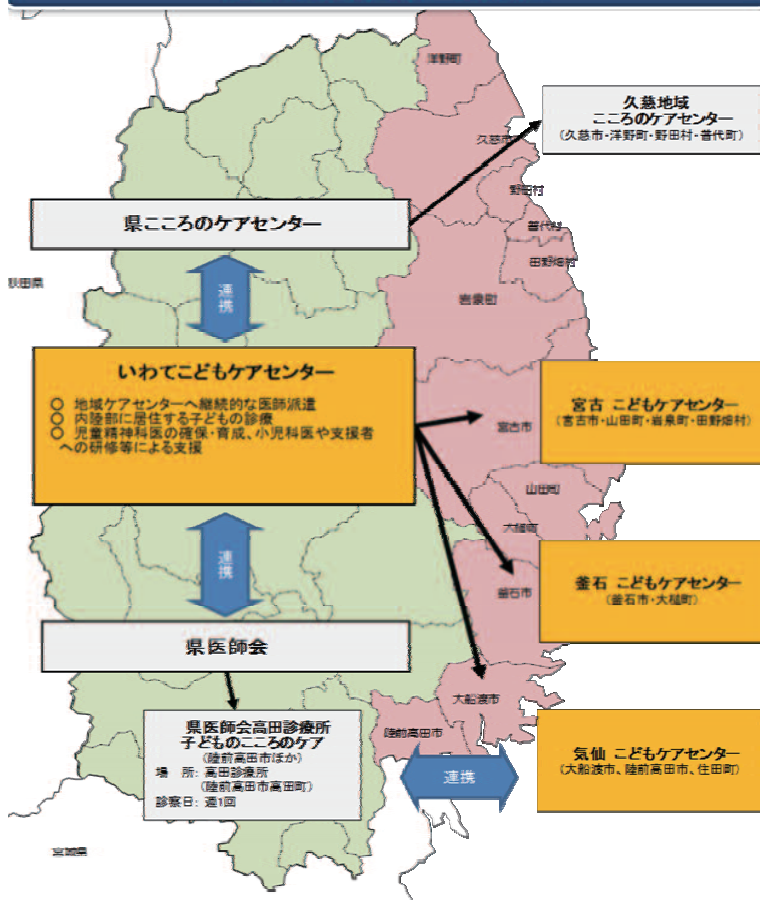 洋野町
久慈地域
こころのケアセンター
(久慈市・洋野町・野田村・普代町)
久慈市
野田村
県こころのケアセンター
普代村
田野畑村
秋田県
連携
岩泉町
いわてこどもケアセンター
○ 地域ケアセンターへ継続的な医師派遣
○ 内陸部に居住する子どもの診療
○ 児童精神科医の確保・育成、小児科医や支援者
への研修等による支援
宮古 こどもケアセンター
(宮古市・山田町・岩泉町・田野畑村)
宮古市
山田町
大槌町
連携
釜石 こどもケアセンター
(釜石市・大槌町)
釜石市
県医師会
大船渡市
県医師会高田診療所
子どものこころのケア
(陸前高田市ほか)
場 所: 高田診療所
(陸前高田市高田町)
診察日: 週1回
陸前高田市
連携
気仙 こどもケアセンター
(大船渡市、陸前高田市、住田町)
宮城県